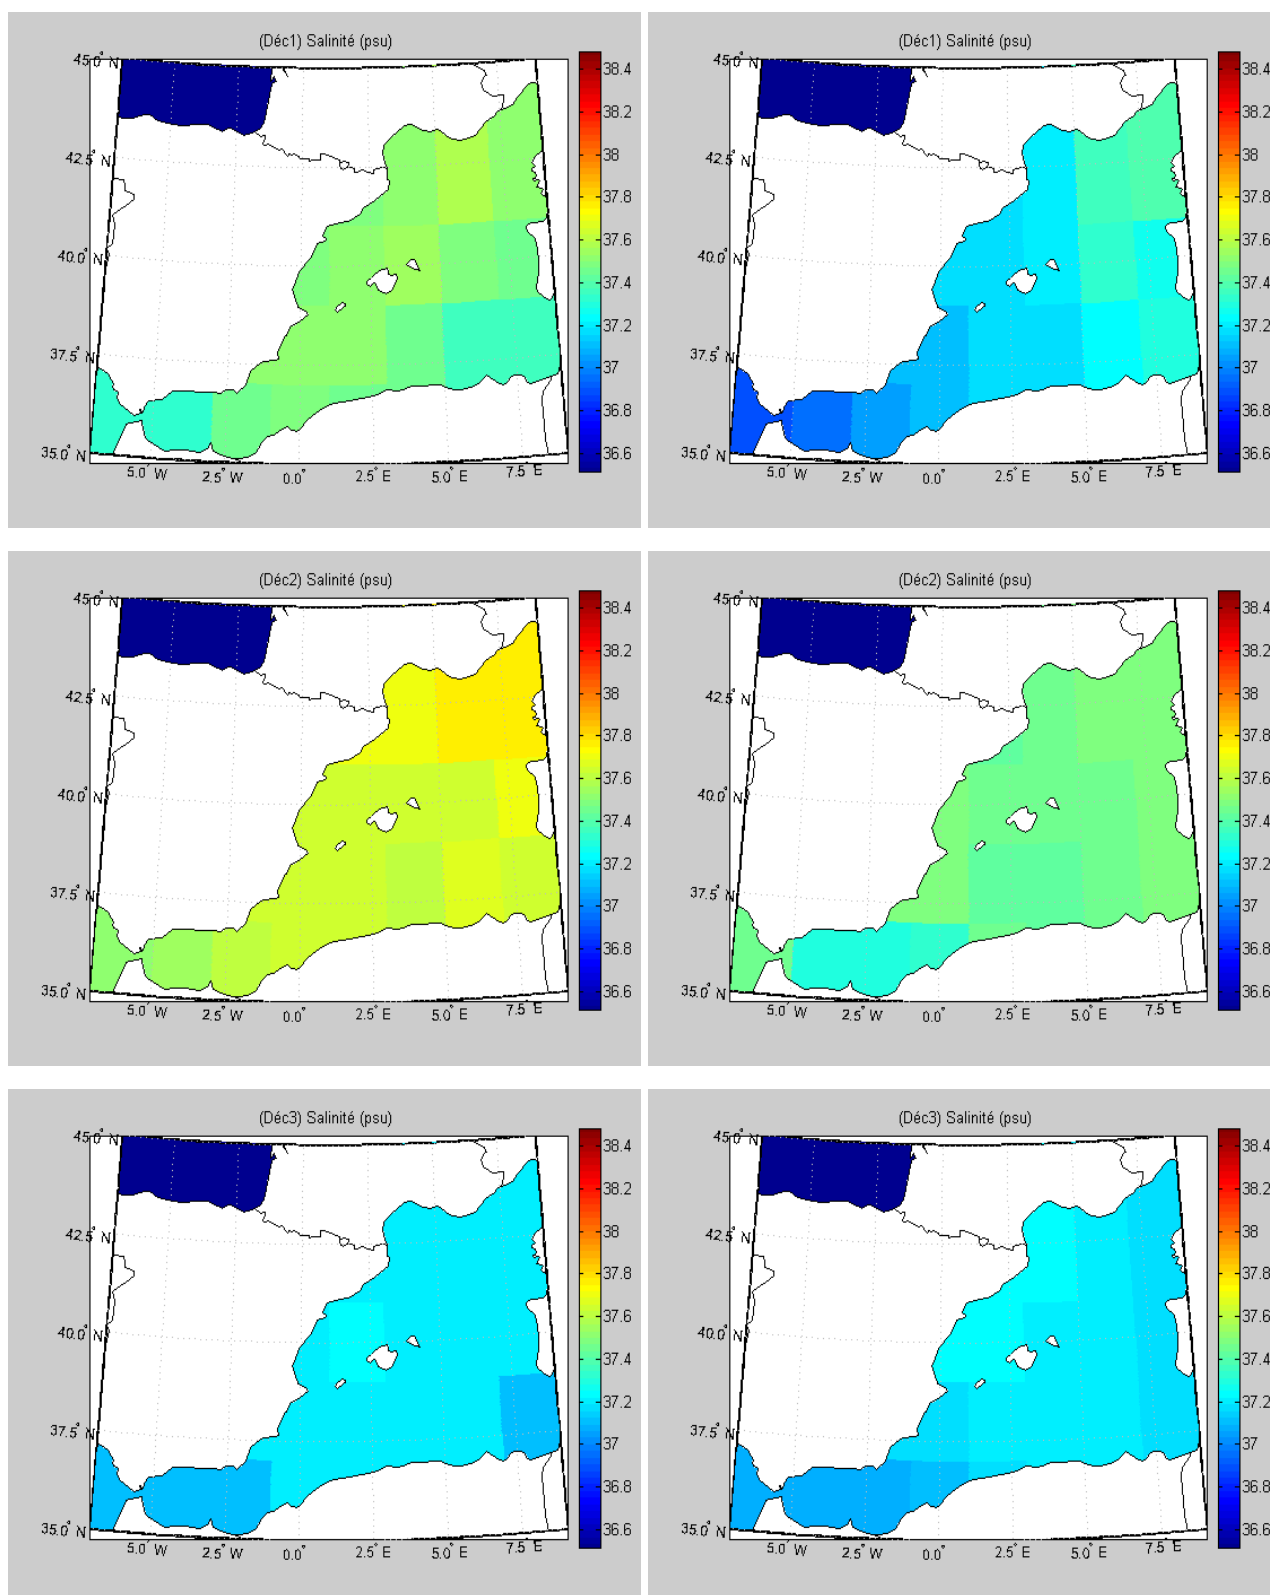 (Déc1) Salinité (psu)
45.0° N
42.5° N
40.0° N
37.5° N
35.0° N
5.0° W 2.5° W 0.0° 2.5° E 5.0° E 7.5° E
38.4
38.2
38
37.8
37.6
37.4
37.2
37
36.8
36.6
(Déc1) Salinité (psu)
45.0° N
42.5° N
40.0° N
37.5° N
35.0° N
5.0° W 2.5° W 0.0° 2.5° E 5.0° E 7.5° E
38.4
38.2
38
37.8
37.6
37.4
37.2
37
36.8
36.6
(Déc2) Salinité (psu)
45.0° N
42.5° N
40.0° N
37.5° N
35.0° N
5.0° W 2.5° W 0.0° 2.5° E 5.0° E 7.5° E
38.4
38.2
38
37.8
37.6
37.4
37.2
37
36.8
36.6
(Déc2) Salinité (psu)
45.0° N
42.5° N
40.0° N
37.5° N
35.0° N
5.0° W 2.5° W 0.0° 2.5° E 5.0° E 7.5° E
38.4
38.2
38
37.8
37.6
37.4
37.2
37
36.8
36.6
(Déc3) Salinité (psu)
45.0° N
42.5° N
40.0° N
37.5° N
35.0° N
5.0° W 2.5° W 0.0° 2.5° E 5.0° E 7.5° E
38.4
38.2
38
37.8
37.6
37.4
37.2
37
36.8
36.6
(Déc3) Salinité (psu)
45.0° N
42.5° N
40.0° N
37.5° N
35.0° N
5.0° W 2.5° W 0.0° 2.5° E 5.0° E 7.5° E
38.4
38.2
38
37.8
37.6
37.4
37.2
37
36.8
36.6